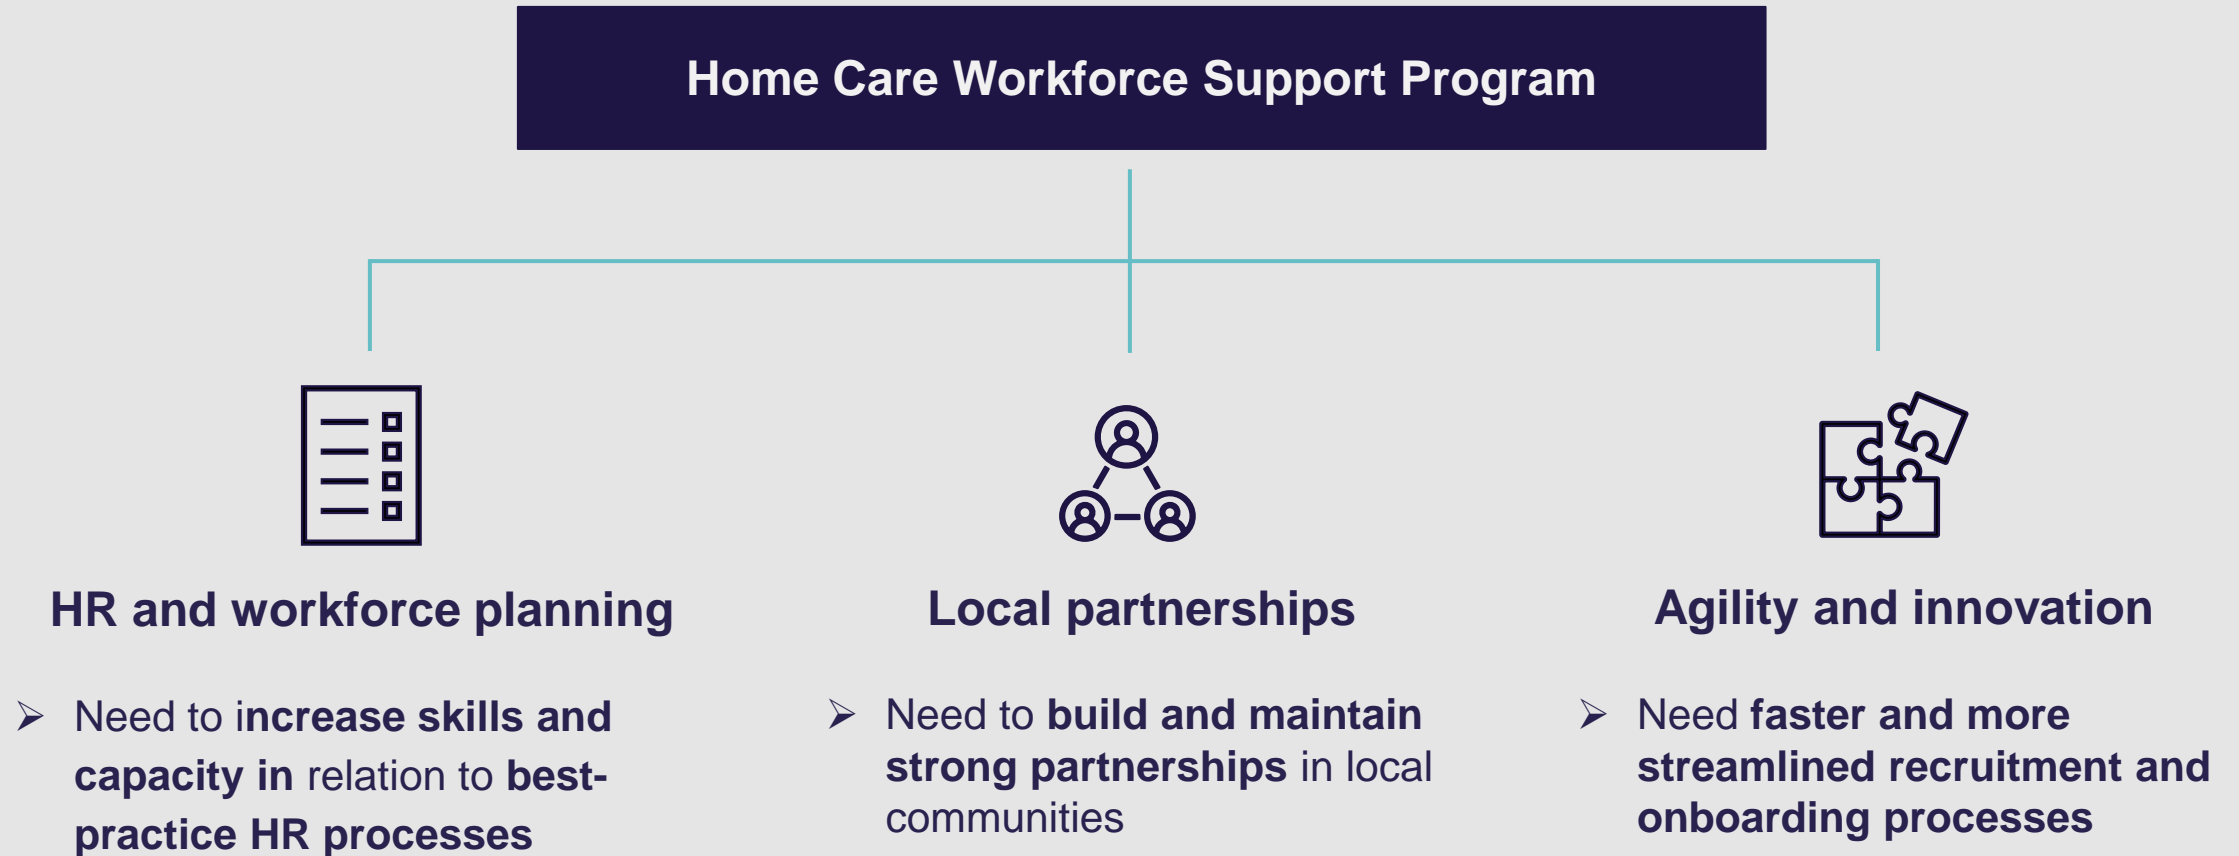 Home Care Workforce Support Program
HR and workforce planning
➢ Need to increase skills and
capacity in relation to best-
practice HR processes
Local partnerships
➢ Need to build and maintain
strong partnerships in local
communities
Agility and innovation
➢ Need faster and more
streamlined recruitment and
onboarding processes